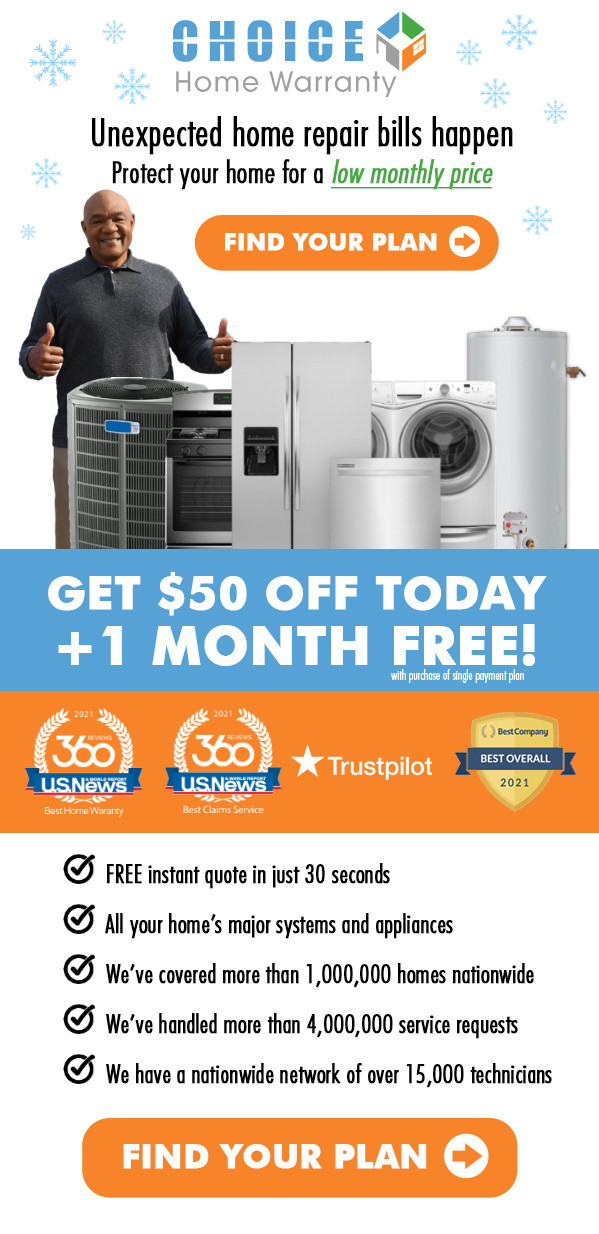 CHOICE
Home Warranty
Unexpected home repair bills happen
Protect your home for a low monthly price
FIND YOUR PLAN
GET $50 OFF TODAY
+1 MONTH FREE!
with purchase of single payment plan
2021
REVIEWS
360
U.S.News
& WORLD REPORT
Best Home Waranty
2021
REVIEWS
360
U.S.News
& WORLD REPORT
Best Claims Service
Trustpilot
BestCompany
BEST OVERALL
2021
FREE instant quote in just 30 seconds
All your home's major systems and appliances
We've covered more than 1,000,000 homes nationwide
We've handled more than 4,000,000 service requests
We have a nationwide network of over 15,000 technicians
FIND YOUR PLAN